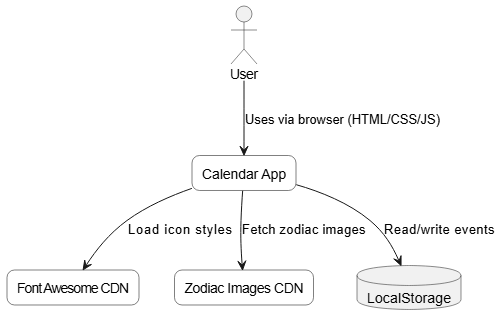 User
Uses via browser (HTML/CSS/JS)
Calendar App
Load icon styles
Fetch zodiac images
Read/write events
FontAwesome CDN
Zodiac Images CDN
LocalStorage